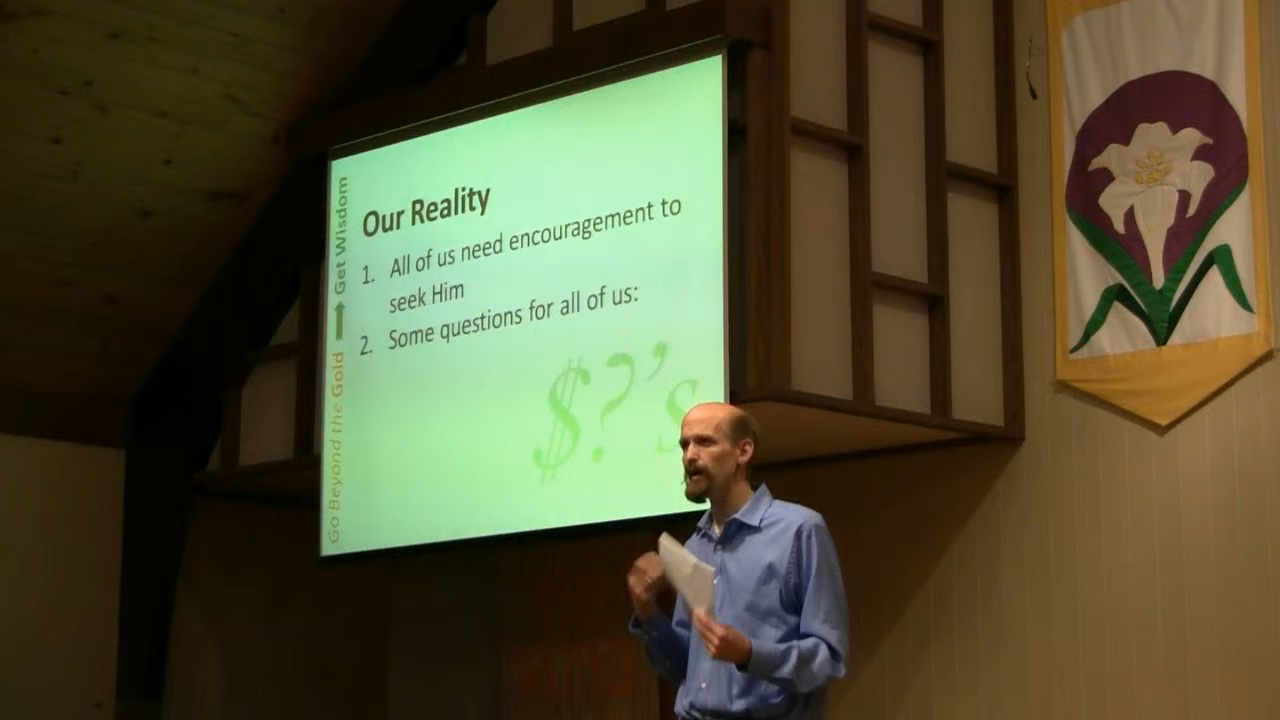 Go Beyond the Gold → Get Wisdom
Our Reality
1. All of us need encouragement to
seek Him
2. Some questions for all of us:
$?'s